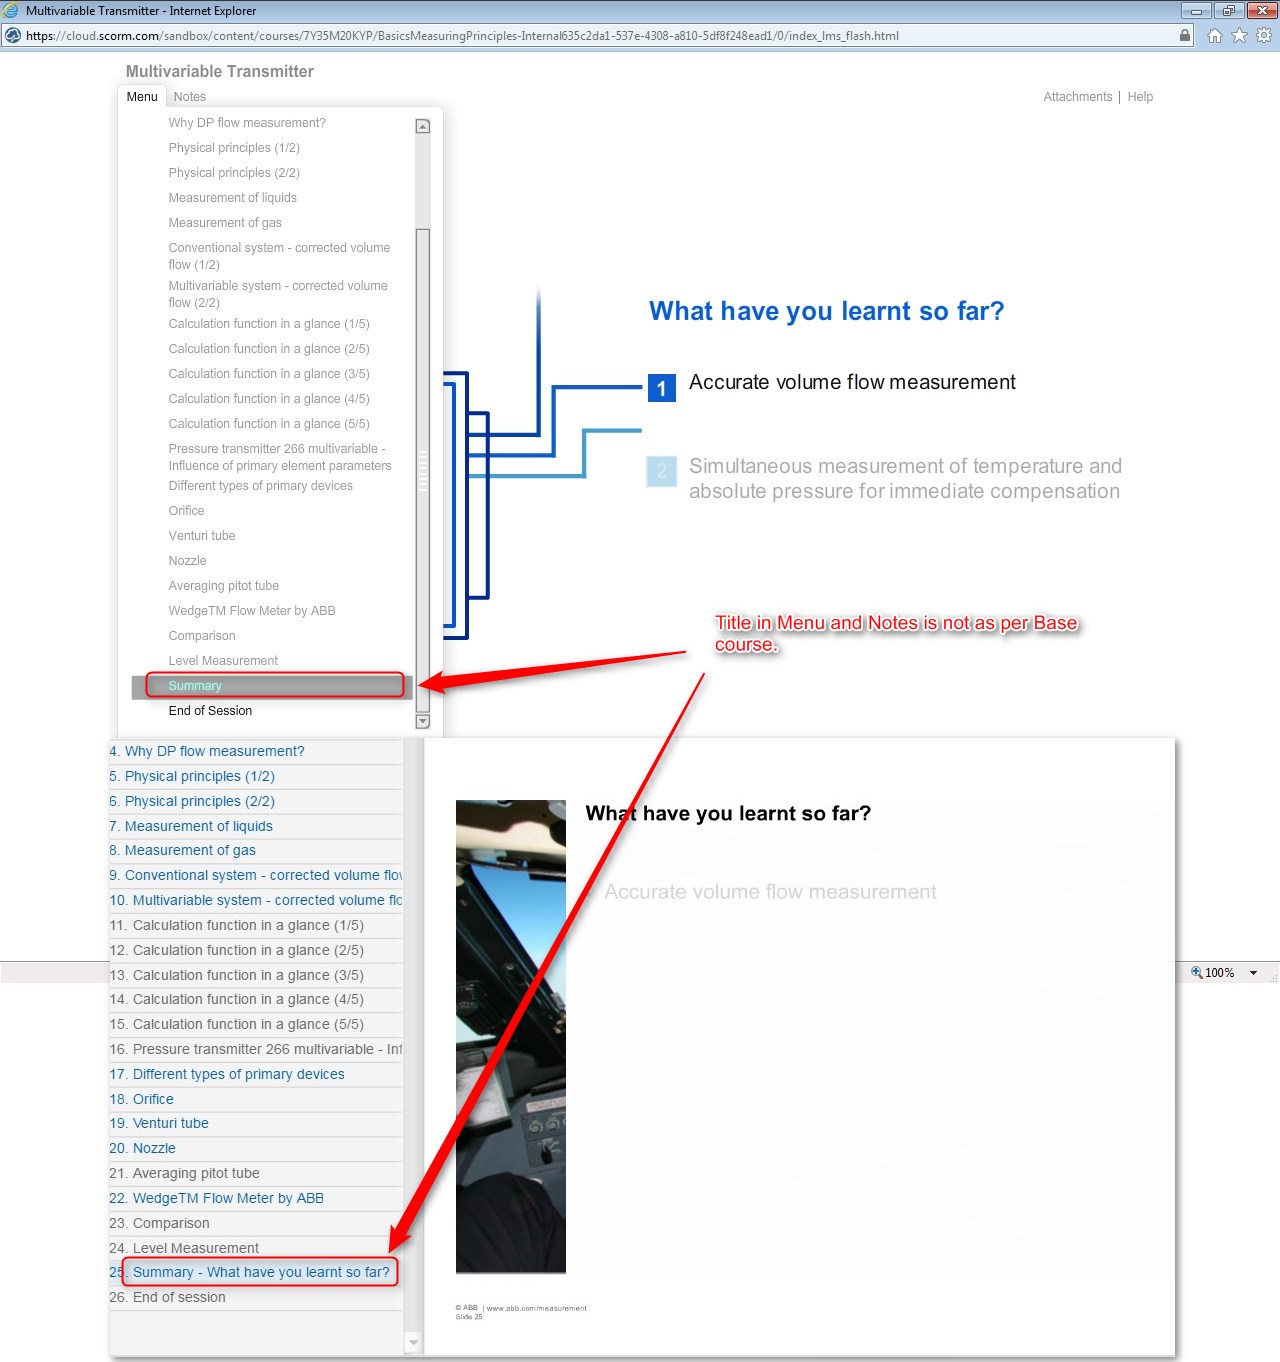 Multivariable Transmitter - Internet Explorer
https://cloud.scorm.com/sandbox/content/courses/7Y35M20KYP/BasicsMeasuringPrinciples-Internal635c2da1-537e-4308-a810-5df8f248ead1/0/index_lms_flash.html
Multivariable Transmitter
Menu Notes
Attachments | Help
Why DP flow measurement?
Physical principles (1/2)
Physical principles (2/2)
Measurement of liquids
Measurement of gas
Conventional system - corrected volume
flow (1/2)
Multivariable system - corrected volume
flow (2/2)
Calculation function in a glance (1/5)
Calculation function in a glance (2/5)
Calculation function in a glance (3/5)
Calculation function in a glance (4/5)
Calculation function in a glance (5/5)
Pressure transmitter 266 multivariable -
Influence of primary element parameters
Different types of primary devices
Orifice
Venturi tube
Nozzle
Averaging pitot tube
WedgeTM Flow Meter by ABB
Comparison
Level Measurement
Summary
End of Session
What have you learnt so far?
1 Accurate volume flow measurement
2 Simultaneous measurement of temperature and
absolute pressure for immediate compensation
Title in Menu and Notes is not as per Base
course.
4. Why DP flow measurement?
5. Physical principles (1/2)
6. Physical principles (2/2)
7. Measurement of liquids
8. Measurement of gas
9. Conventional system - corrected volume flow
10. Multivariable system - corrected volume flo
11. Calculation function in a glance (1/5)
12. Calculation function in a glance (2/5)
13. Calculation function in a glance (3/5)
14. Calculation function in a glance (4/5)
15. Calculation function in a glance (5/5)
16. Pressure transmitter 266 multivariable - Inf
17. Different types of primary devices
18. Orifice
19. Venturi tube
20. Nozzle
21. Averaging pitot tube
22. WedgeTM Flow Meter by ABB
23. Comparison
24. Level Measurement
25. Summary - What have you learnt so far?
26. End of session
What have you learnt so far?
Accurate volume flow measurement
© ABB | www.abb.com/measurement
Slide 25
100%